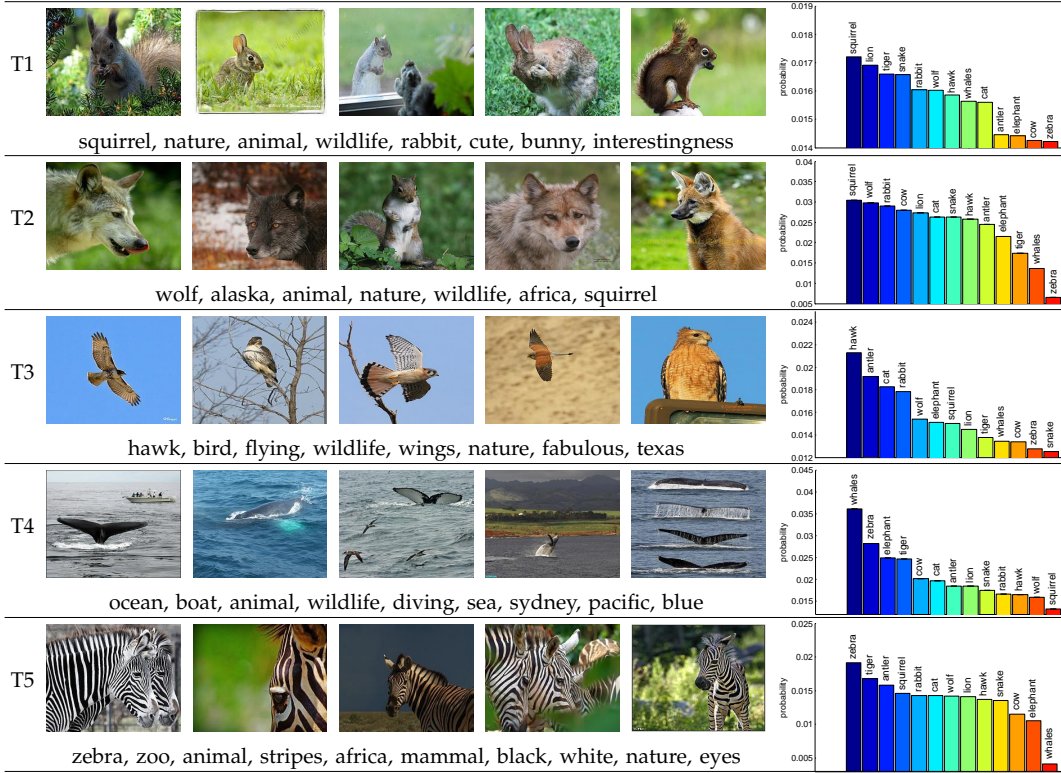 T1
squirrel, nature, animal, wildlife, rabbit, cute, bunny, interestingness
probability
0.019
0.018
0.017
0.016
0.015
0.014
squirrel
lion
tiger
snake
rabbit
wolf
hawk
whales
cat
antler
elephant
cow
zebra
T2
wolf, alaska, animal, nature, wildlife, africa, squirrel
probability
0.04
0.035
0.03
0.025
0.02
0.015
0.01
0.005
squirrel
wolf
rabbit
cow
lion
cat
snake
hawk
antler
elephant
tiger
whales
zebra
T3
hawk, bird, flying, wildlife, wings, nature, fabulous, texas
probability
0.024
0.022
0.02
0.018
0.016
0.014
0.012
hawk
antler
cat
rabbit
wolf
elephant
squirrel
lion
tiger
whales
cow
zebra
snake
T4
ocean, boat, animal, wildlife, diving, sea, sydney, pacific, blue
probability
0.045
0.04
0.035
0.03
0.025
0.02
0.015
whales
zebra
elephant
tiger
cow
cat
antler
lion
snake
rabbit
hawk
wolf
squirrel
T5
zebra, zoo, animal, stripes, africa, mammal, black, white, nature, eyes
probability
0.025
0.02
0.015
0.01
0.005
zebra
tiger
antler
squirrel
rabbit
cat
wolf
lion
hawk
snake
cow
elephant
whales